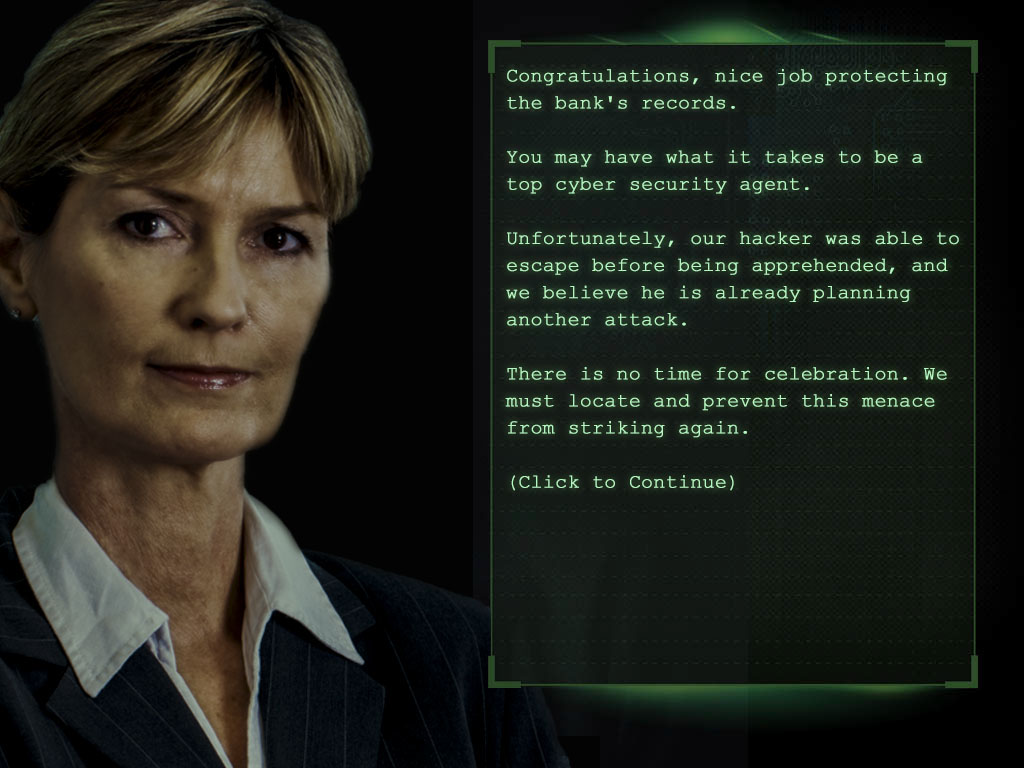 Congratulations, nice job protecting
the bank's records.
You may have what it takes to be a
top cyber security agent.
Unfortunately, our hacker was able to
escape before being apprehended, and
we believe he is already planning
another attack.
There is no time for celebration. We
must locate and prevent this menace
from striking again.
(Click to Continue)